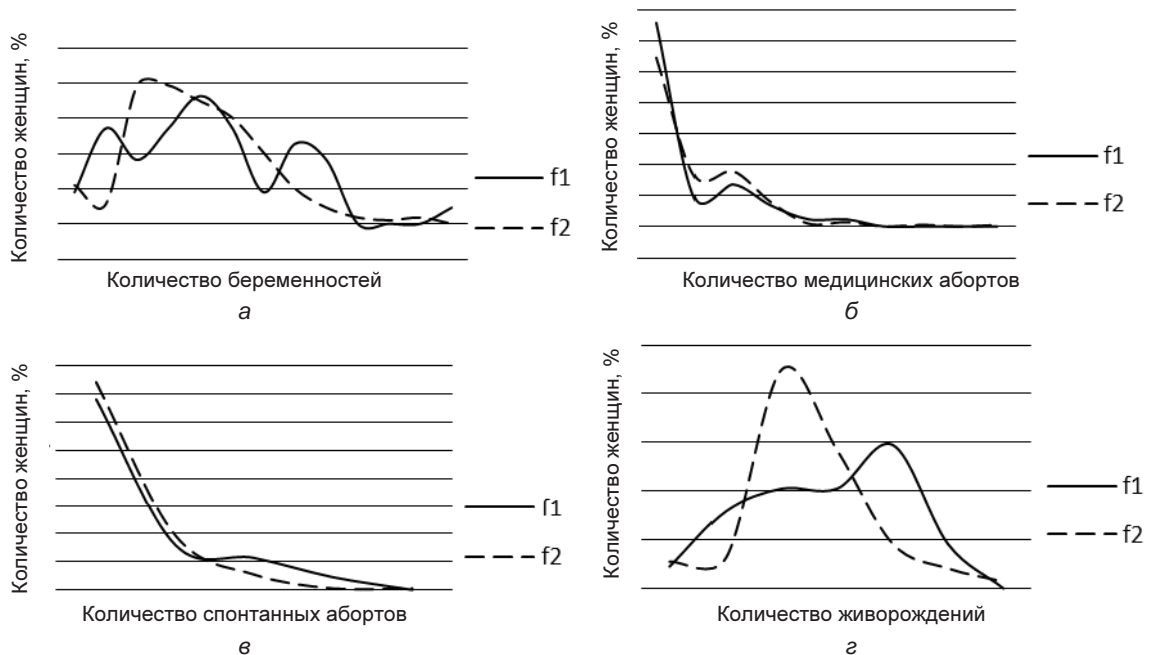 Количество женщин, %
f1
f2
Количество беременностей
а
Количество женщин, %
f1
f2
Количество медицинских абортов
б
Количество женщин, %
f1
f2
Количество спонтанных абортов
в
Количество женщин, %
f1
f2
Количество живорождений
г